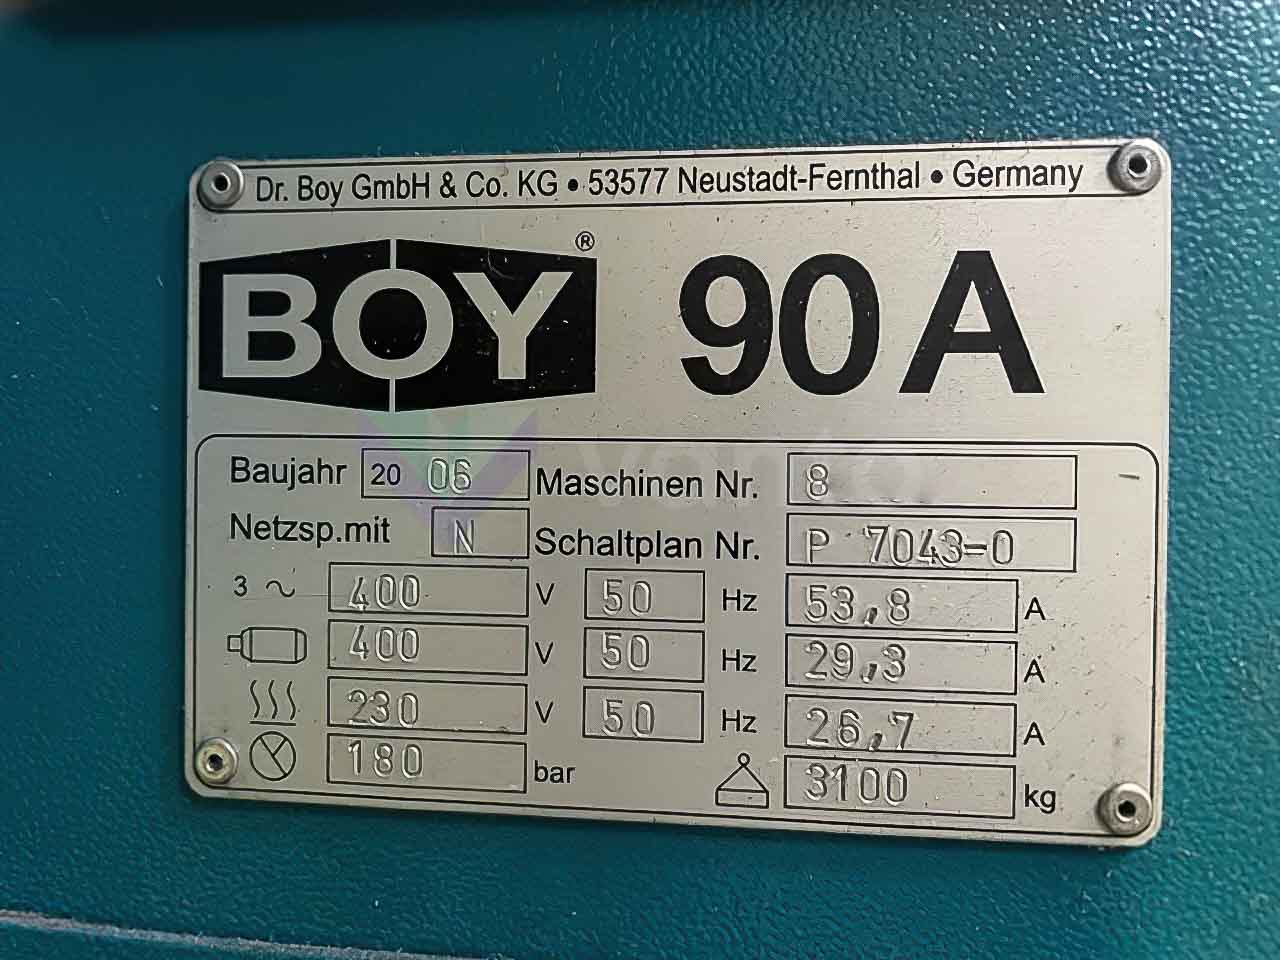 Dr. Boy GmbH & Co. KG • 53577 Neustadt-Fernthal • Germany
BOY ® 90 A
Baujahr 20 06 Maschinen Nr. 8
Netzsp.mit N Schaltplan Nr. P 7043-0
3 ~ 400 V 50 Hz 53,8 A
400 V 50 Hz 29,3 A
230 V 50 Hz 26,7 A
180 bar 3100 kg